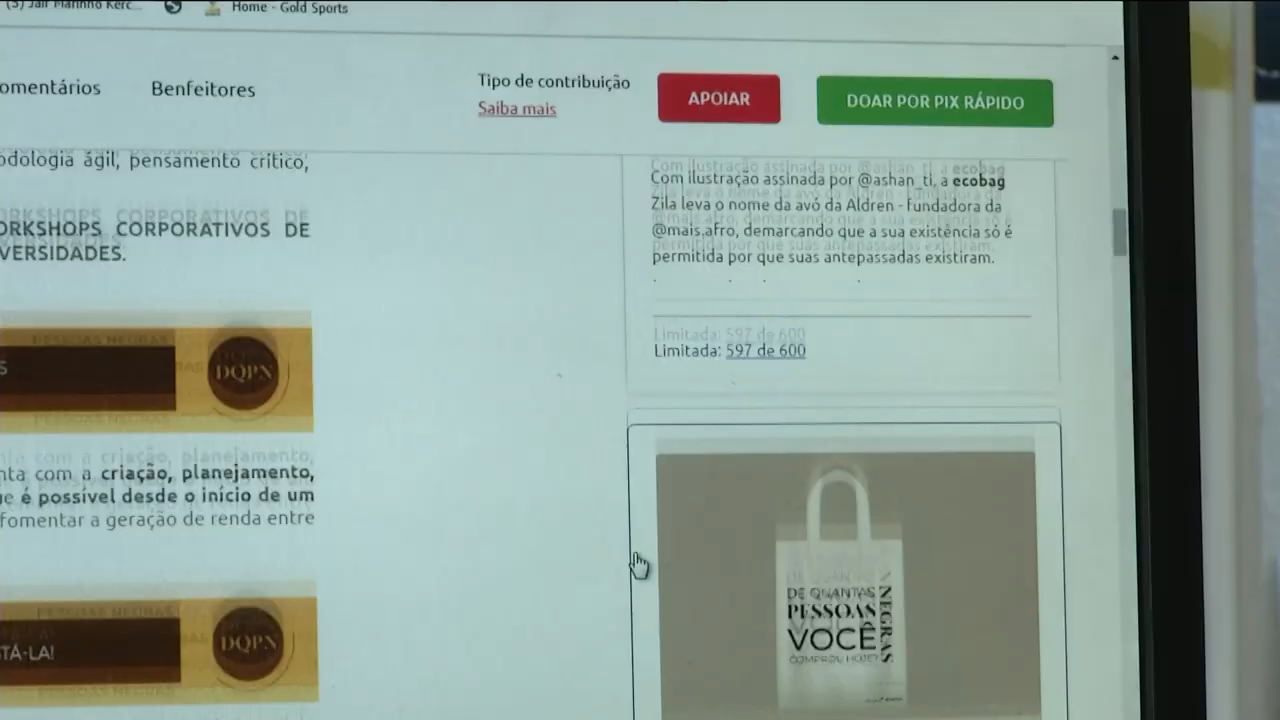 Home - Gold Sports
omentários
Benfeitores
Tipo de contribuição
Saiba mais
APOIAR
DOAR POR PIX RÁPIDO
odologia ágil, pensamento crítico,
ORKSHOPS CORPORATIVOS DE
VERSIDADES.
S
DQPN
nta com a criação, planejamento,
ue é possível desde o início de um
fomentar a geração de renda entre
TÁ-LA!
DQPN
Com ilustração assinada por @ashan_ti, a ecobag
Zila leva o nome da avó da Aldren - fundadora da
@mais.afro, demarcando que a sua existência só é
permitida por que suas antepassadas existiram.
Limitada: 597 de 600
DE QUANTAS
PESSOAS
NEGRAS
VOCÊ
COMPROU HOJE?